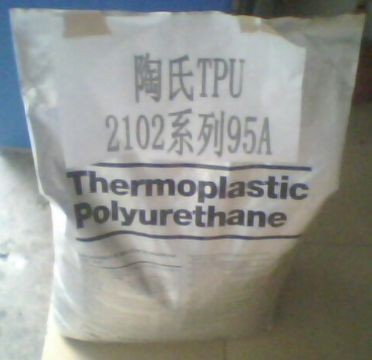 陶氏TPU
2102系列95A
Thermoplastic
Polyurethane